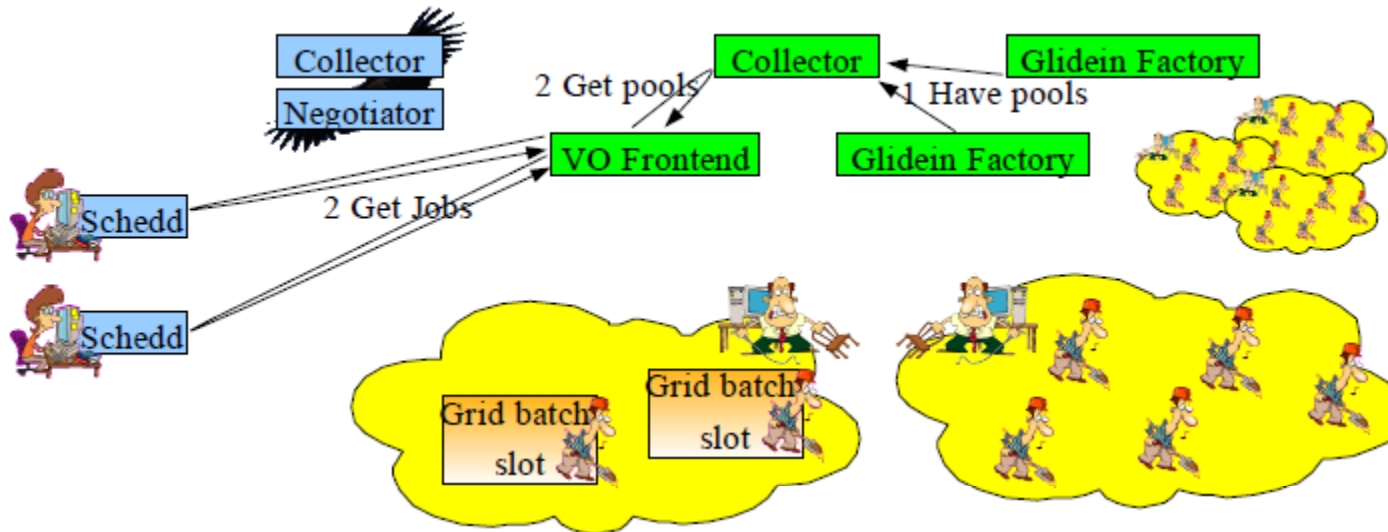 Collector
Negotiator
Collector
Glidein Factory
2 Get pools
1 Have pools
VO Frontend
Glidein Factory
Schedd
2 Get Jobs
Schedd
Grid batch
slot
Grid batch
slot